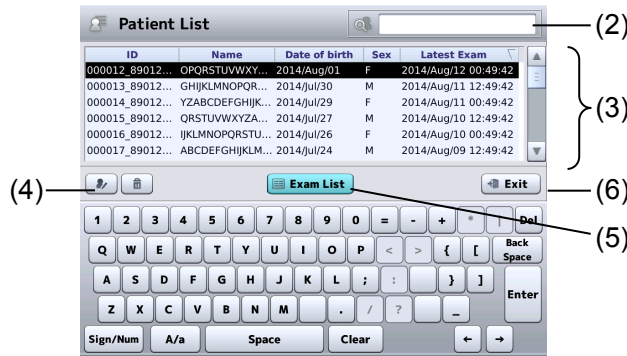 Patient List
(2)
ID Name Date of birth Sex Latest Exam
000012_89012... OPQRSTUVWXY... 2014/Aug/01 F 2014/Aug/12 00:49:42
000013_89012... GHIJKLMNOPQR... 2014/Jul/30 M 2014/Aug/11 12:49:42
000014_89012... YZABCDEFGHIJK... 2014/Jul/29 F 2014/Aug/11 00:49:42
000015_89012... QRSTUVWXYZA... 2014/Jul/27 M 2014/Aug/10 12:49:42
000016_89012... IJKLMNOPQRSTU... 2014/Jul/26 F 2014/Aug/10 00:49:42
000017_89012... ABCDEFGHIJKLM... 2014/Jul/24 M 2014/Aug/09 12:49:42
(3)
(4) Exam List Exit (6)
(5)
1 2 3 4 5 6 7 8 9 0 = - + * | Del
Q W E R T Y U I O P < > { [ Back Space
A S D F G H J K L ; : } ] Enter
Z X C V B N M . / ? _
Sign/Num A/a Space Clear ← →